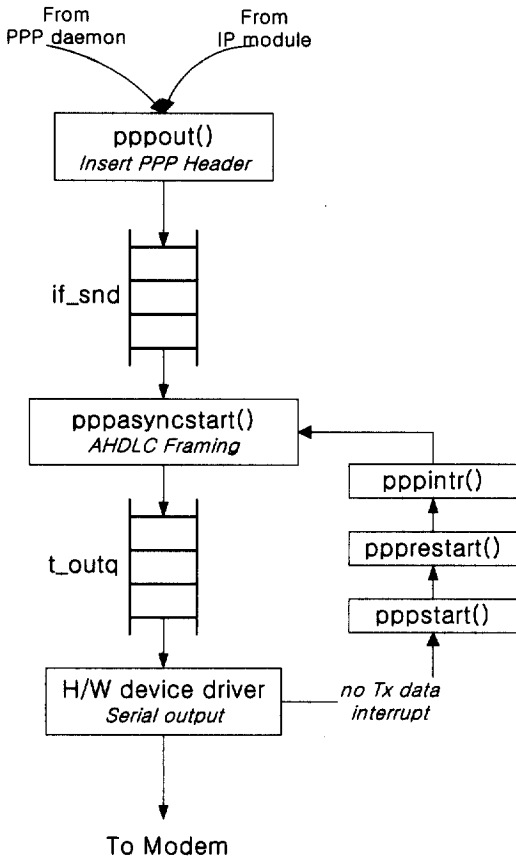 From
PPP daemon
From
IP module
pppout()
Insert PPP Header
if_snd
pppasyncstart()
AHDLC Framing
pppintr()
ppprestart()
t_outq
pppstart()
H/W device driver
Serial output
no Tx data
interrupt
To Modem